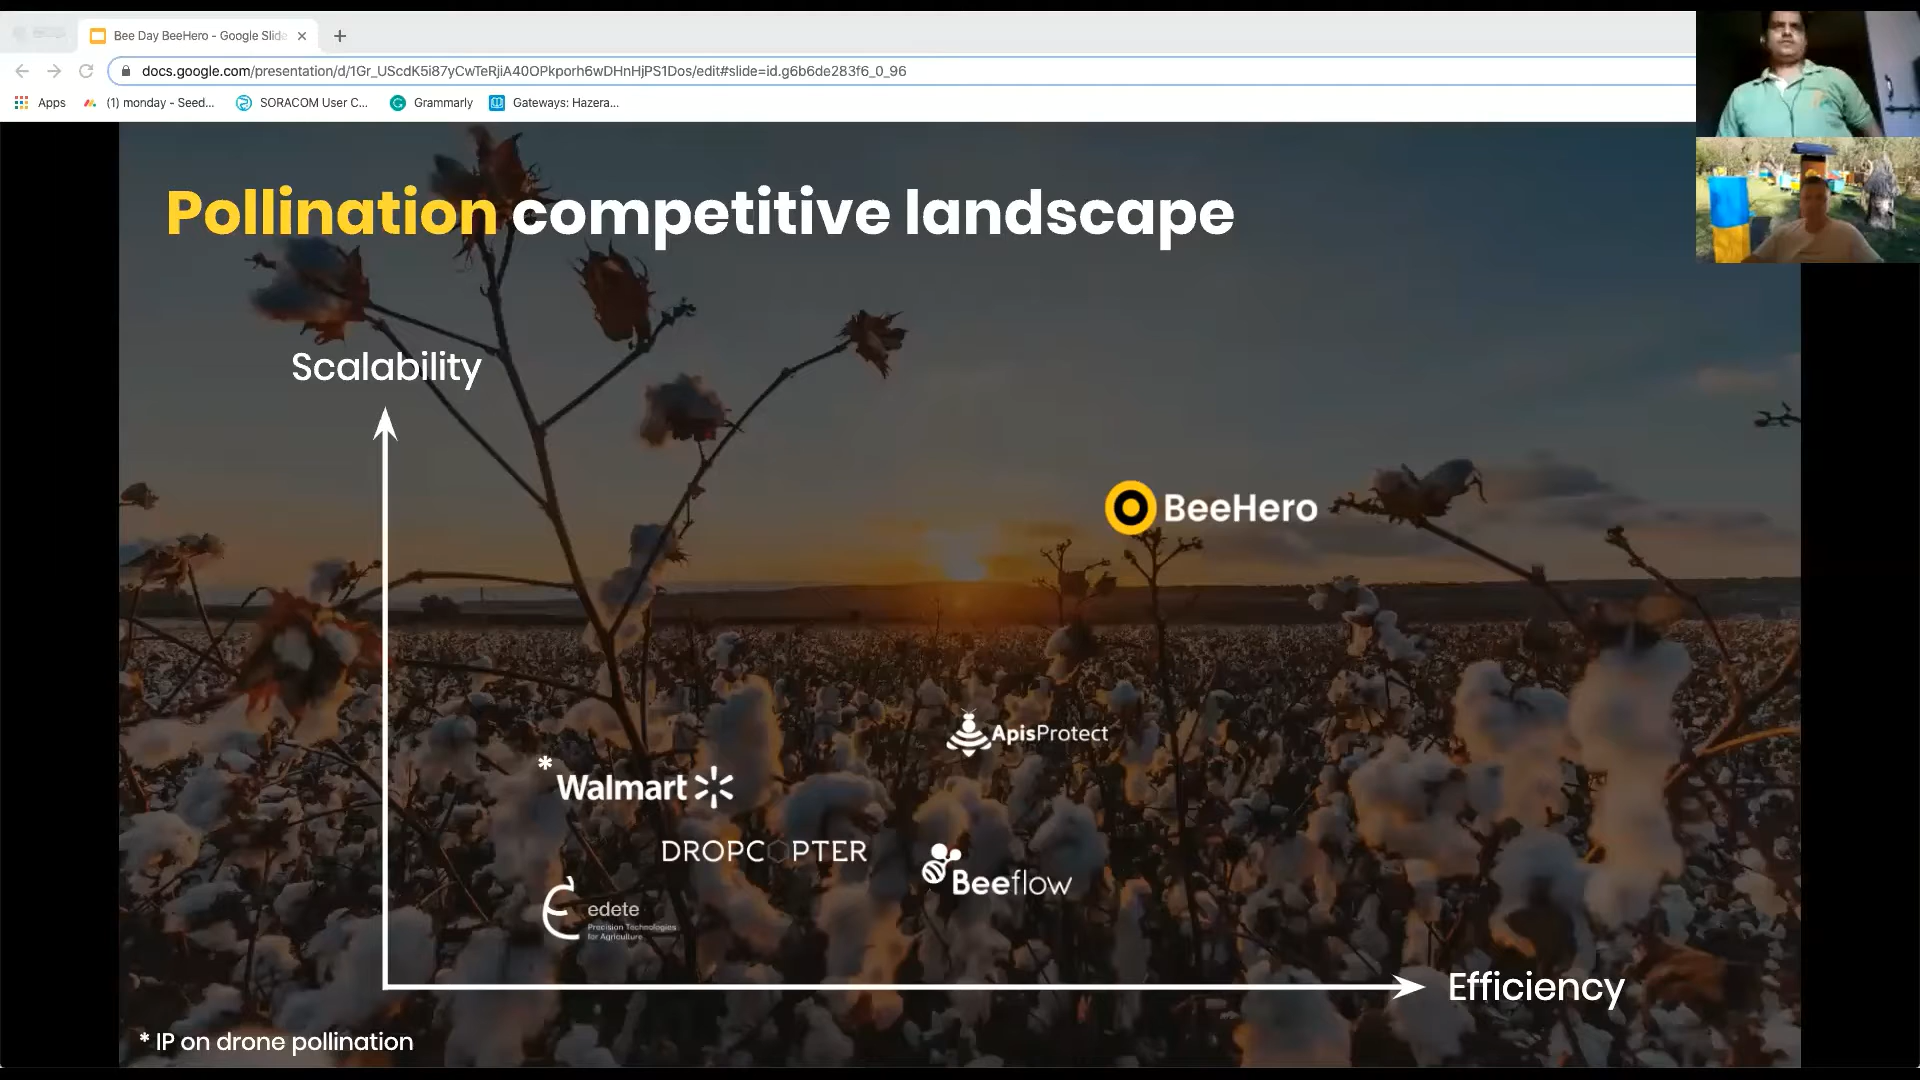 Bee Day BeeHero - Google Slide
docs.google.com/presentation/d/1Gr_UScdK5i87yCwTeRjiA40OPkporh6wDHnHjPS1Dos/edit#slide=id.g6b6de283f6_0_96
Apps (1) monday - Seed... SORACOM User C... Grammarly Gateways: Hazera...
Pollination competitive landscape
Scalability
BeeHero
ApisProtect
* Walmart
DROPCOPTER
Beeflow
edete
Precision Technologies
for Agriculture
Efficiency
* IP on drone pollination